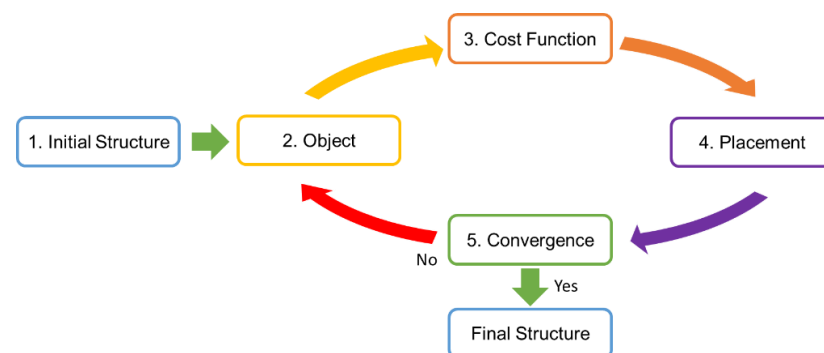 3. Cost Function
1. Initial Structure
2. Object
4. Placement
5. Convergence
No
Yes
Final Structure